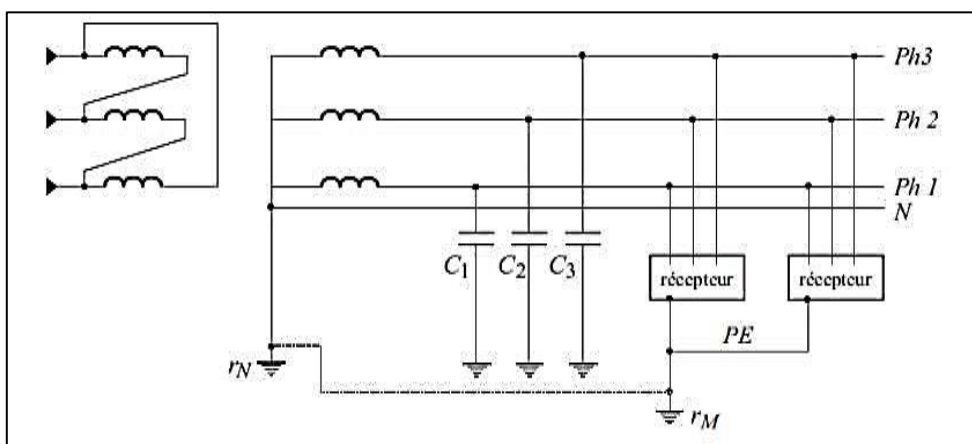 Ph3
Ph 2
Ph 1
N
C1 C2 C3
récepteur récepteur
PE
rN
rM